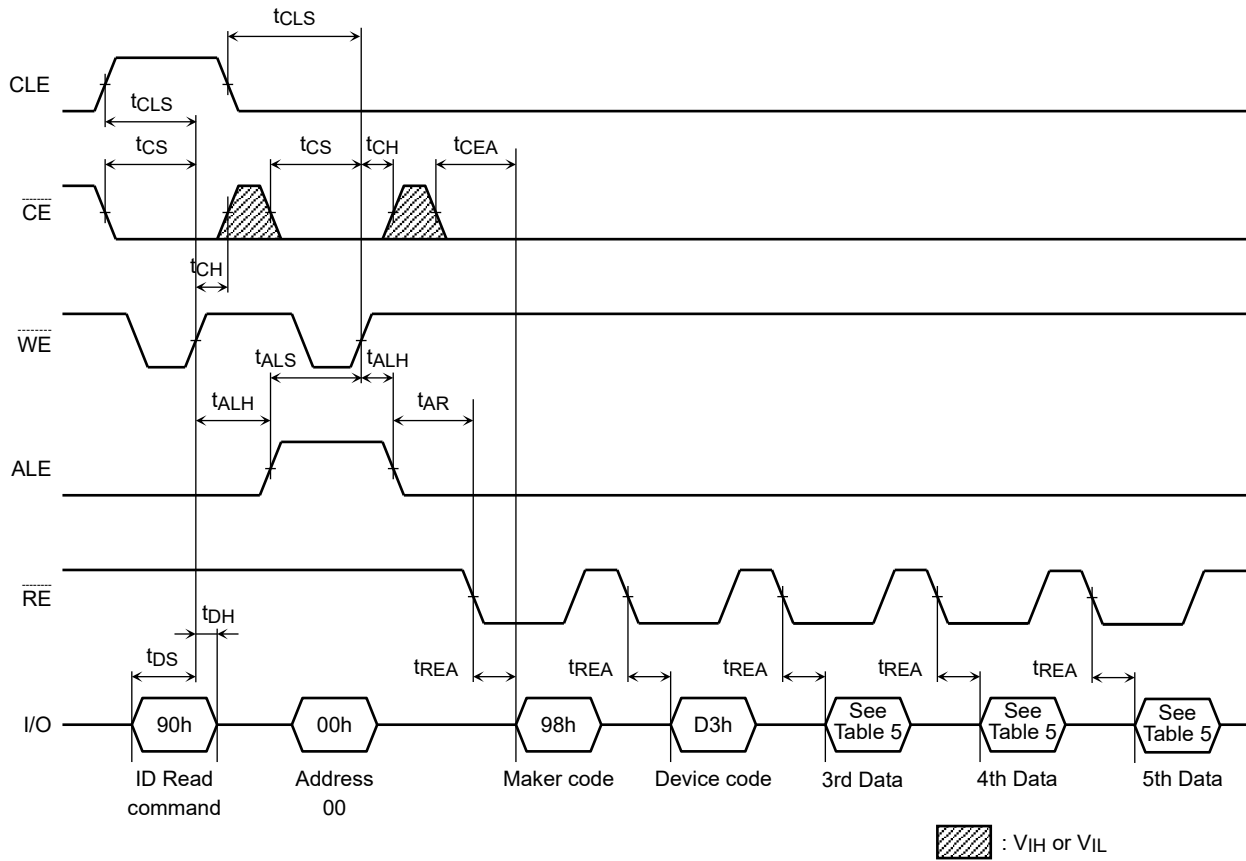 tCLS
CLE
tCLS
tCS tCS tCH tCEA
CE
tCH
WE
tALS tALH
tALH tAR
ALE
RE
tDH
tDS tREA tREA tREA tREA tREA
I/O 90h 00h 98h D3h See Table 5 See Table 5 See Table 5
ID Read command Address 00 Maker code Device code 3rd Data 4th Data 5th Data
: VIH or VIL